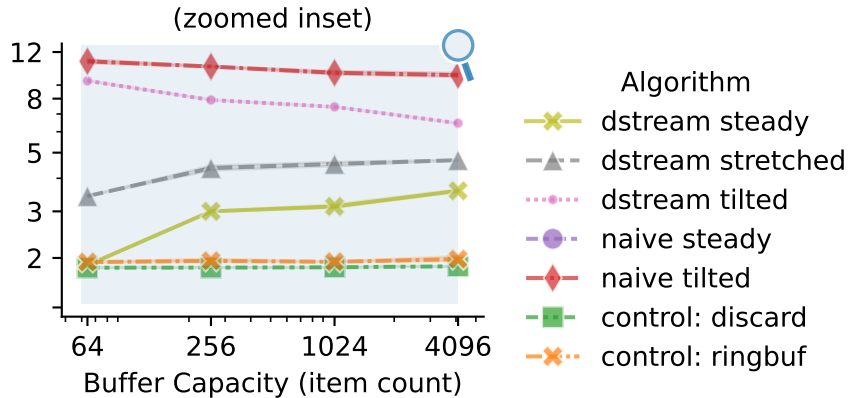 (zoomed inset)
12
8
5
3
2
64 256 1024 4096
Buffer Capacity (item count)
Algorithm
dstream steady
dstream stretched
dstream tilted
naive steady
naive tilted
control: discard
control: ringbuf